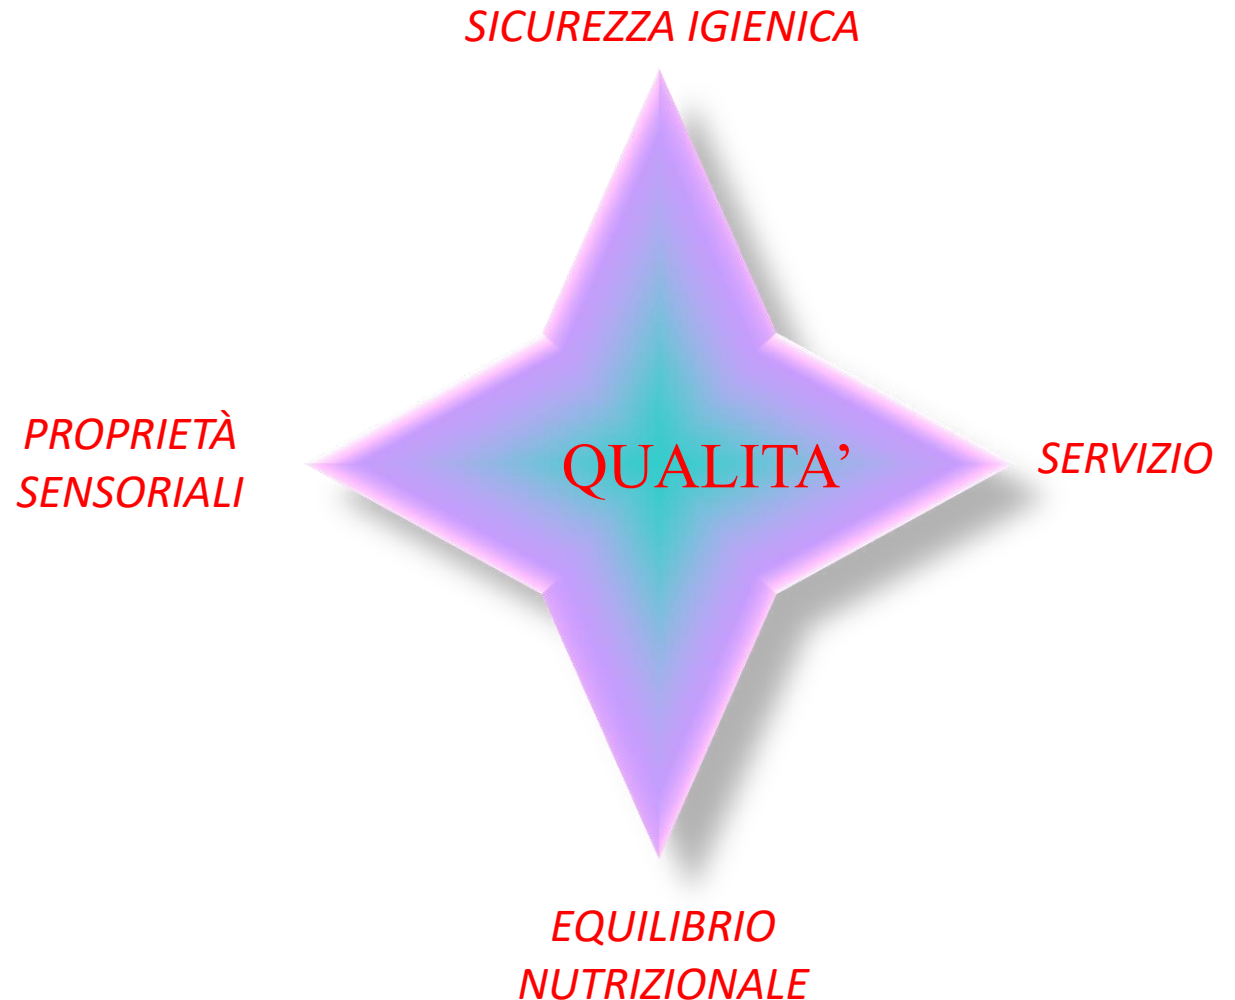 SICUREZZA IGIENICA
PROPRIETÀ
SENSORIALI
QUALITA’
SERVIZIO
EQUILIBRIO
NUTRIZIONALE